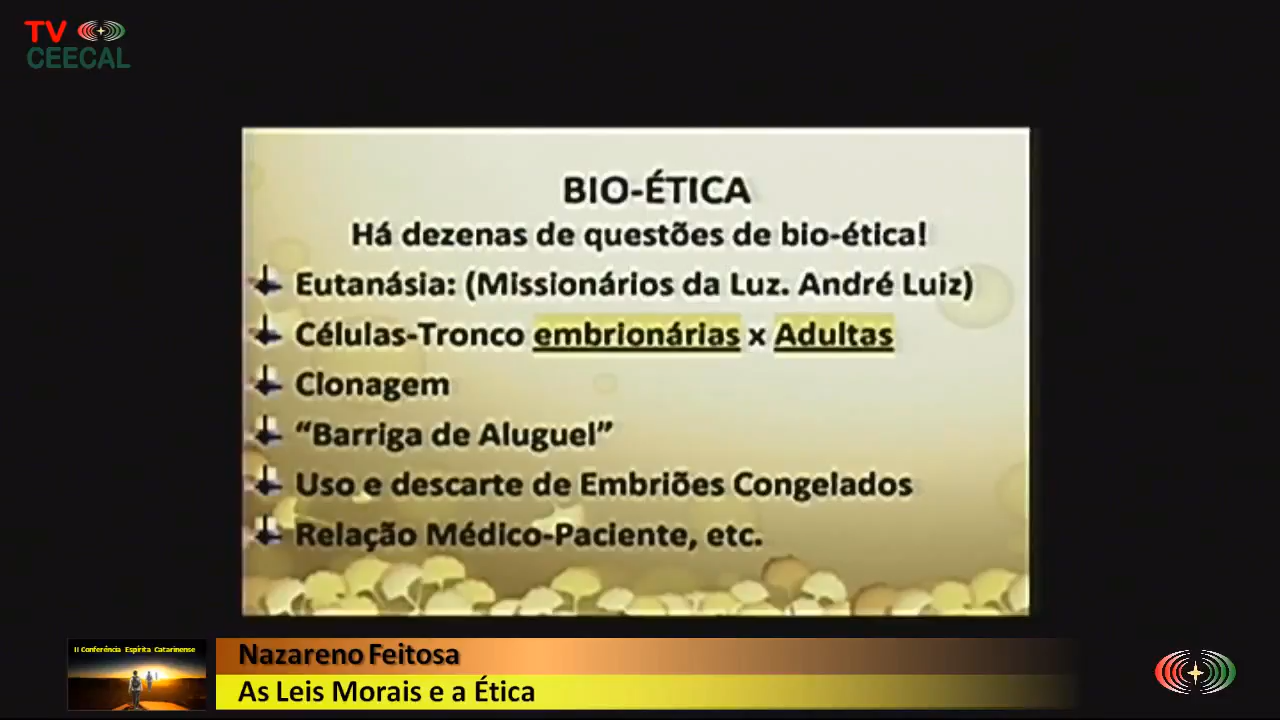 TV
CEECAL
BIO-ÉTICA
Há dezenas de questões de bio-ética!
Eutanásia: (Missionários da Luz. André Luiz)
Células-Tronco embrionárias x Adultas
Clonagem
“Barriga de Aluguel”
Uso e descarte de Embriões Congelados
Relação Médico-Paciente, etc.
II Conferência Espírita Catarinense
Nazareno Feitosa
As Leis Morais e a Ética